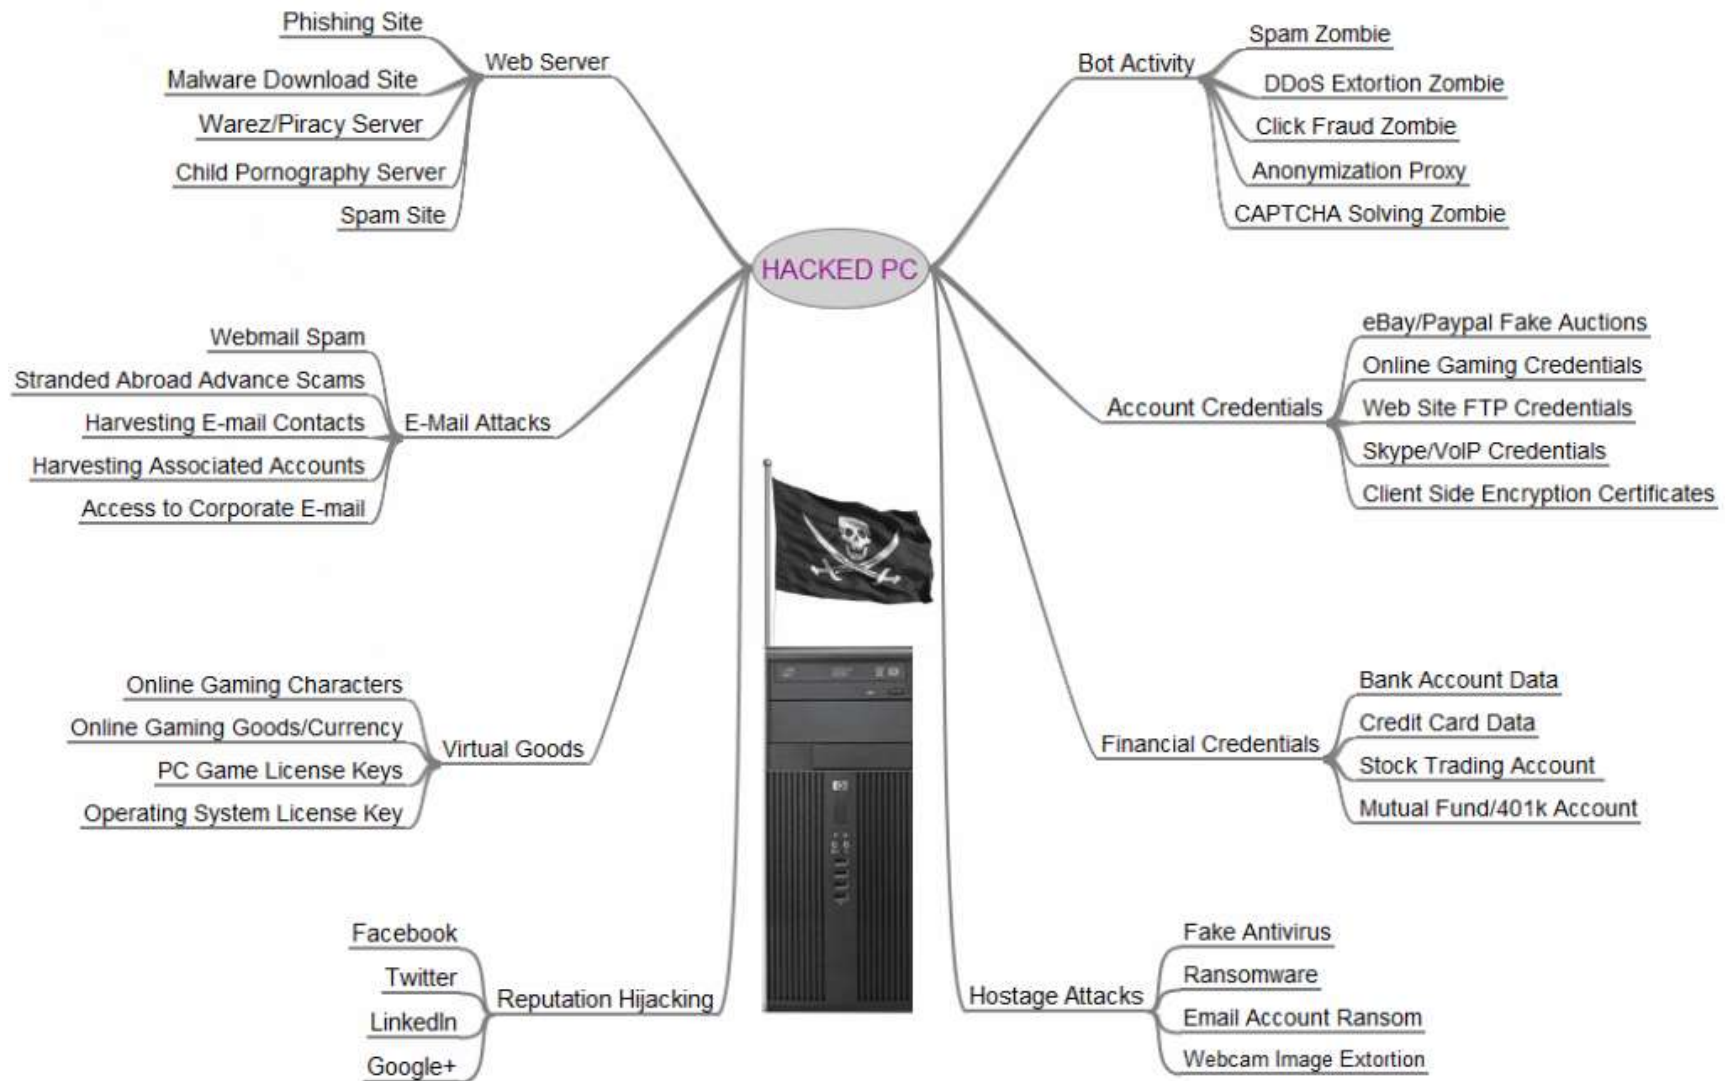 HACKED PC
Web Server
Phishing Site
Malware Download Site
Warez/Piracy Server
Child Pornography Server
Spam Site
E-Mail Attacks
Webmail Spam
Stranded Abroad Advance Scams
Harvesting E-mail Contacts
Harvesting Associated Accounts
Access to Corporate E-mail
Virtual Goods
Online Gaming Characters
Online Gaming Goods/Currency
PC Game License Keys
Operating System License Key
Reputation Hijacking
Facebook
Twitter
LinkedIn
Google+
Bot Activity
Spam Zombie
DDoS Extortion Zombie
Click Fraud Zombie
Anonymization Proxy
CAPTCHA Solving Zombie
Account Credentials
eBay/Paypal Fake Auctions
Online Gaming Credentials
Web Site FTP Credentials
Skype/VoIP Credentials
Client Side Encryption Certificates
Financial Credentials
Bank Account Data
Credit Card Data
Stock Trading Account
Mutual Fund/401k Account
Hostage Attacks
Fake Antivirus
Ransomware
Email Account Ransom
Webcam Image Extortion
hp